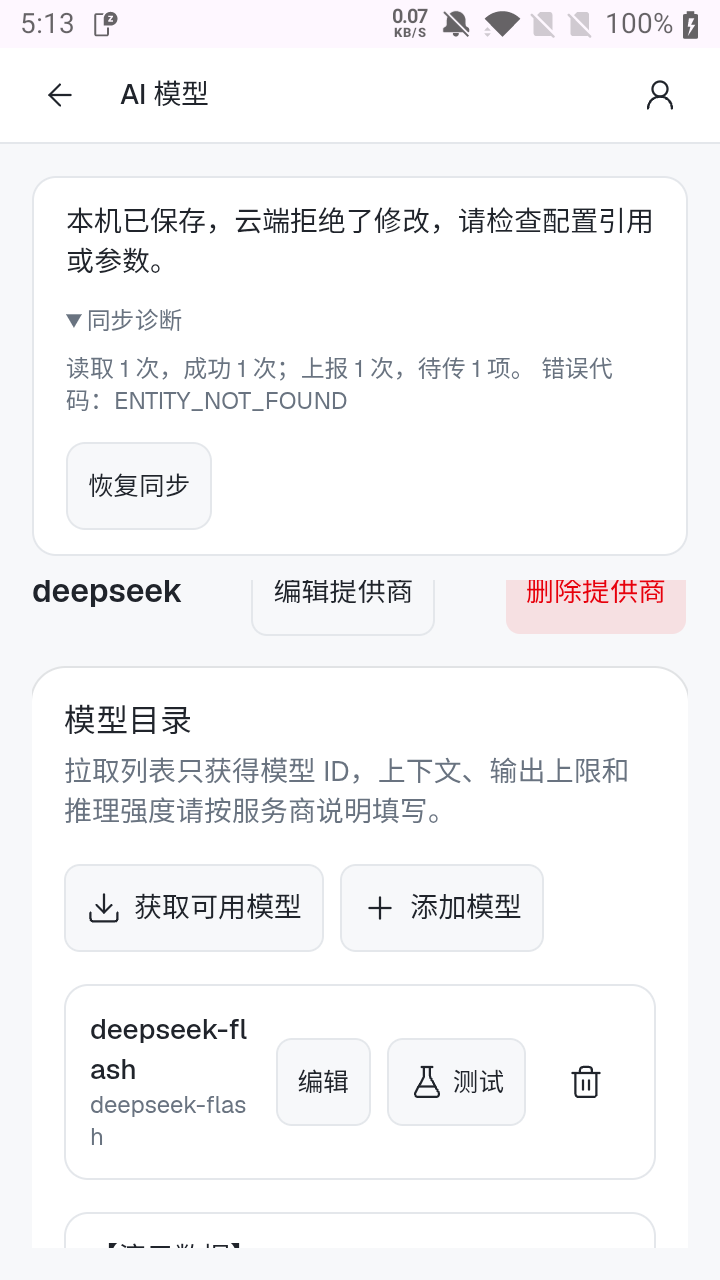 5:13
0.07
KB/S
100%
AI 模型
本机已保存，云端拒绝了修改，请检查配置引用
或参数。
▼同步诊断
读取 1 次，成功 1 次；上报 1 次，待传 1 项。 错误代
码：ENTITY_NOT_FOUND
恢复同步
deepseek
编辑提供商
删除提供商
模型目录
拉取列表只获得模型 ID，上下文、输出上限和
推理强度请按服务商说明填写。
获取可用模型
添加模型
deepseek-fl
ash
deepseek-flas
h
编辑
测试